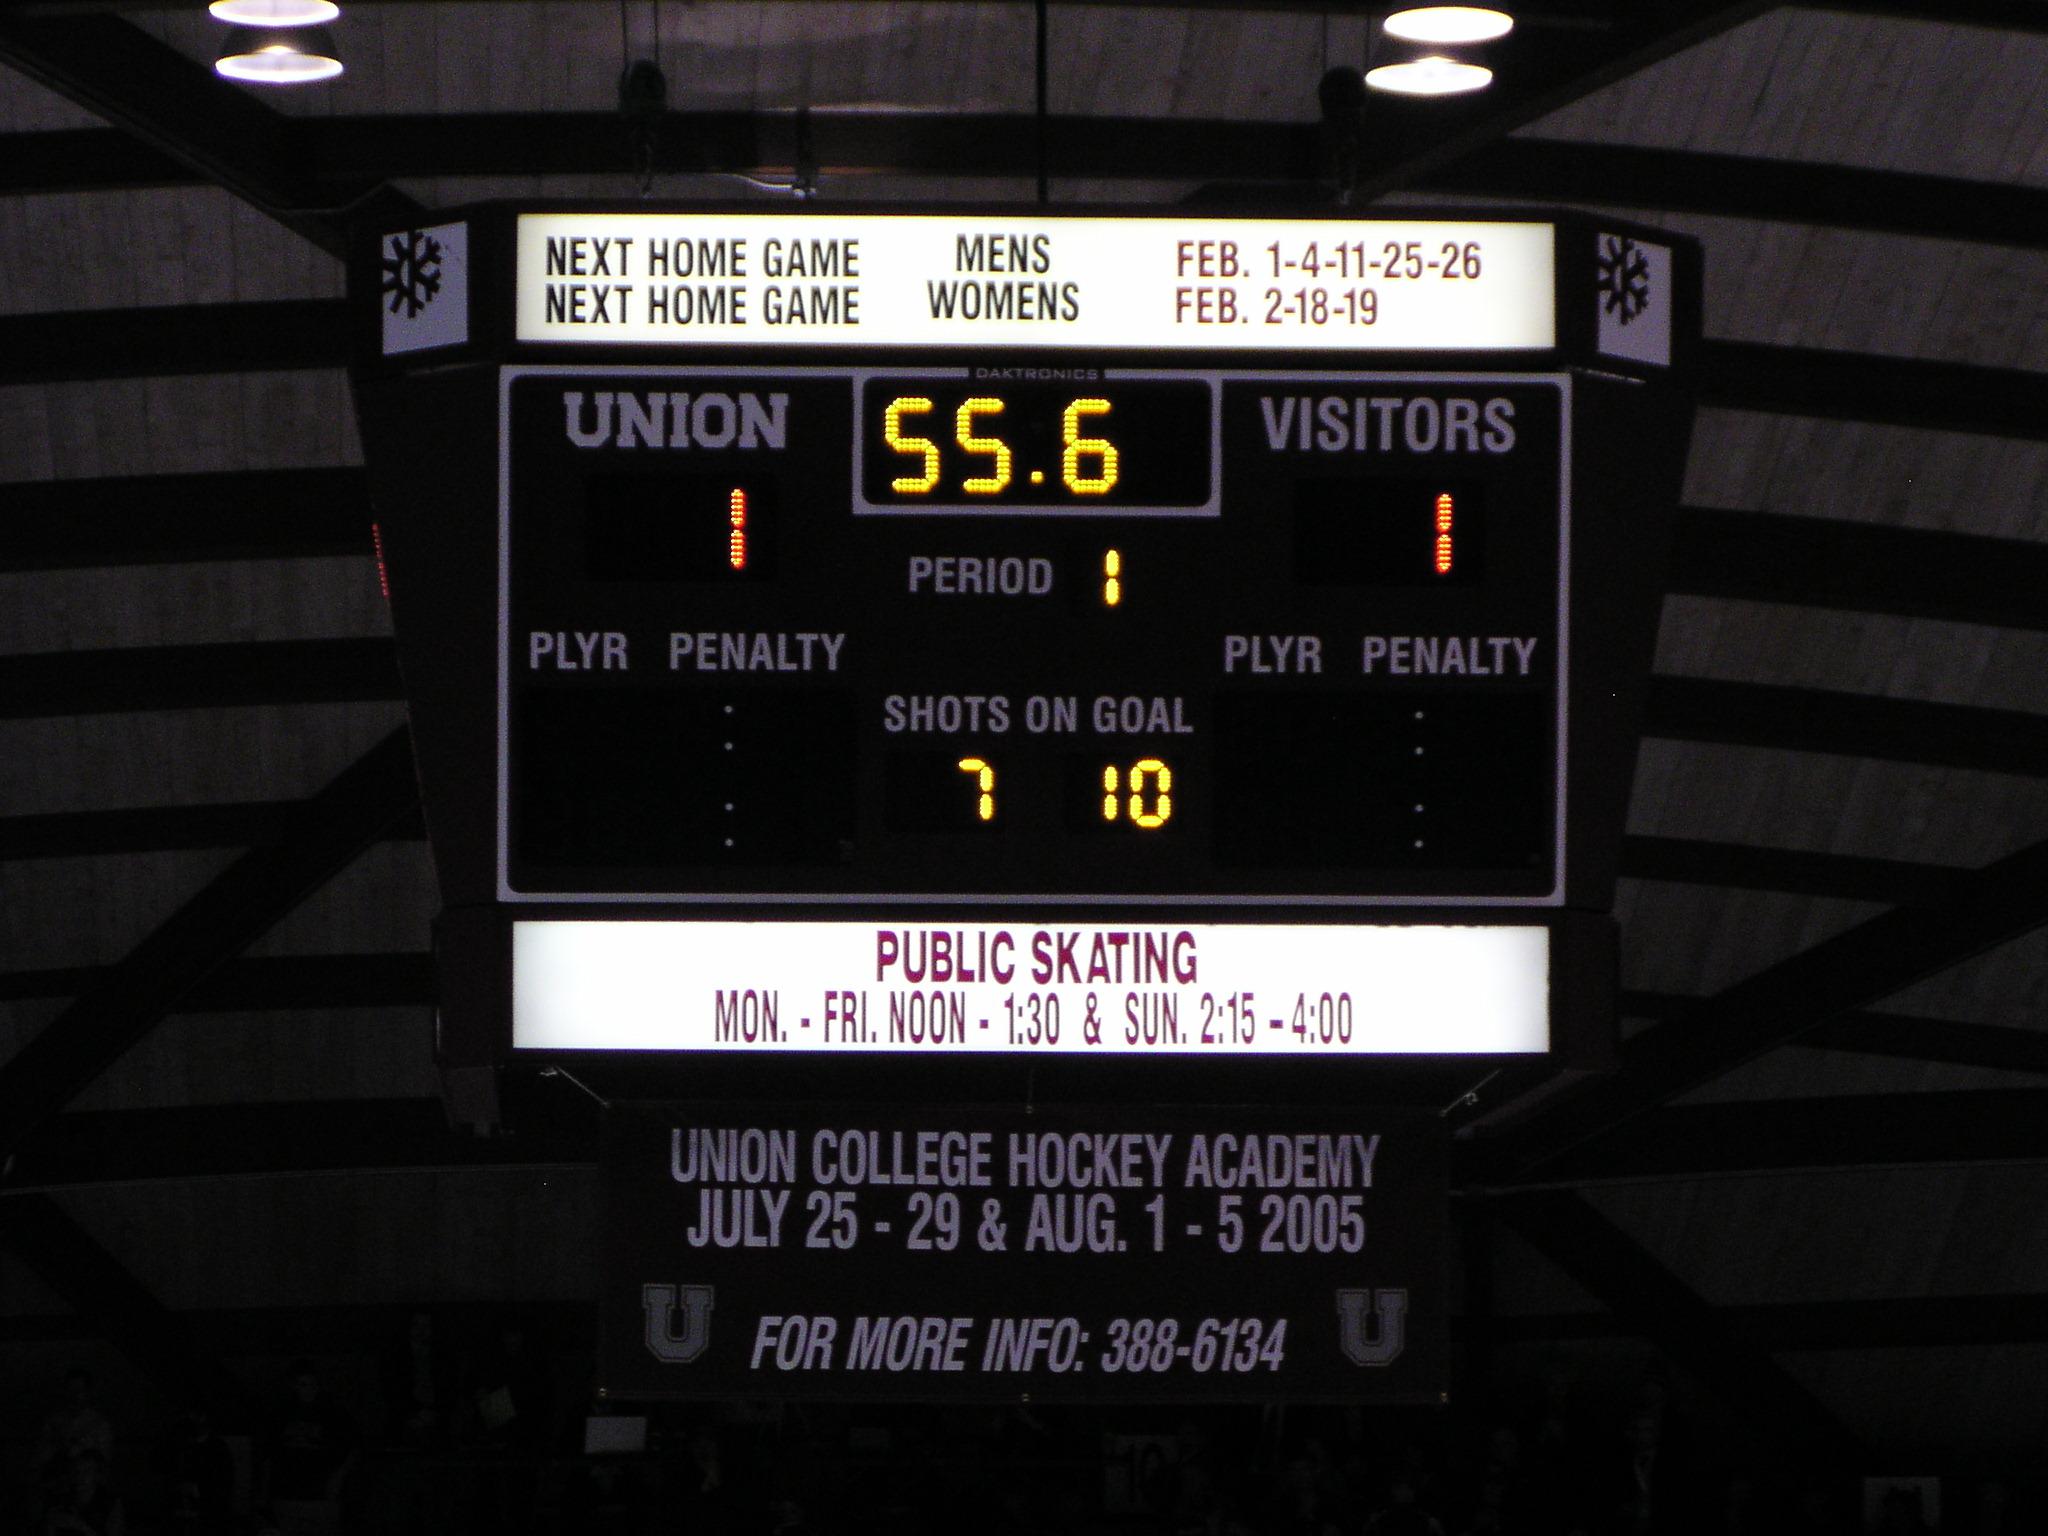 NEXT HOME GAME MENS FEB. 1-4-11-25-26
NEXT HOME GAME WOMENS FEB. 2-18-19
DAKTRONICS
UNION 55.6 VISITORS
1 1
PERIOD 1
PLYR PENALTY PLYR PENALTY
SHOTS ON GOAL
7 10
PUBLIC SKATING
MON. - FRI. NOON - 1:30 & SUN. 2:15 - 4:00
UNION COLLEGE HOCKEY ACADEMY
JULY 25 - 29 & AUG. 1 - 5 2005
U U
FOR MORE INFO: 388-6134